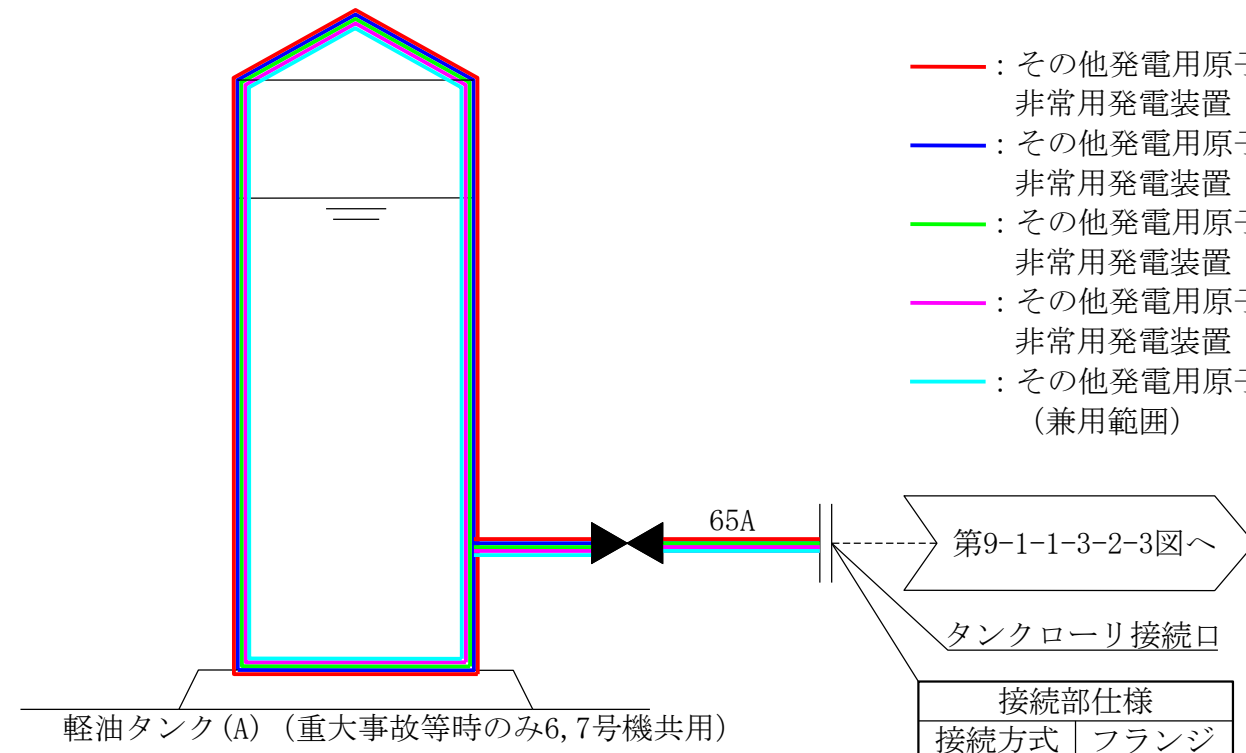 ：その他発電用原子
非常用発電装置
：その他発電用原子
非常用発電装置
：その他発電用原子
非常用発電装置
：その他発電用原子
非常用発電装置
：その他発電用原子
（兼用範囲）
65A
第9-1-1-3-2-3図へ
タンクローリ接続口
接続部仕様
接続方式 フランジ
軽油タンク(A) (重大事故等時のみ6,7号機共用)